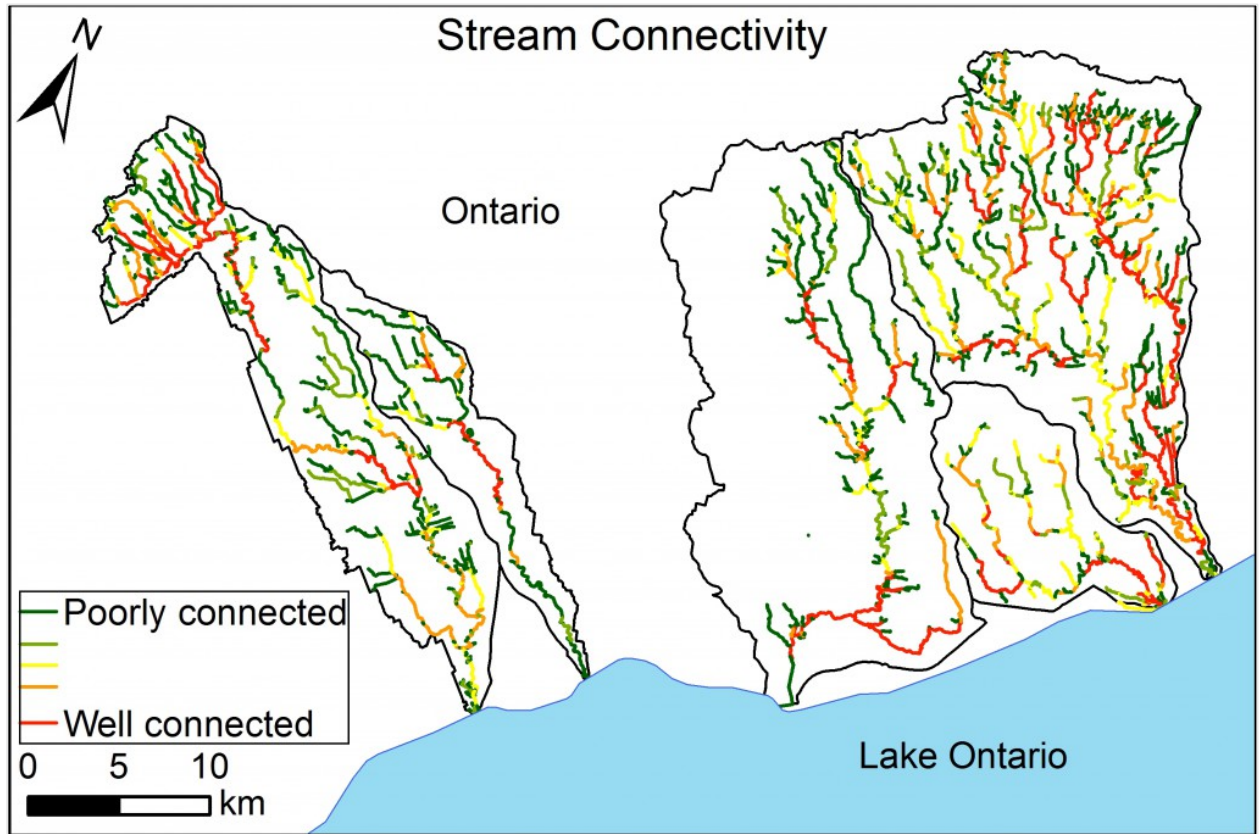 Stream Connectivity
N
Ontario
Poorly connected
Well connected
0 5 10
km
Lake Ontario